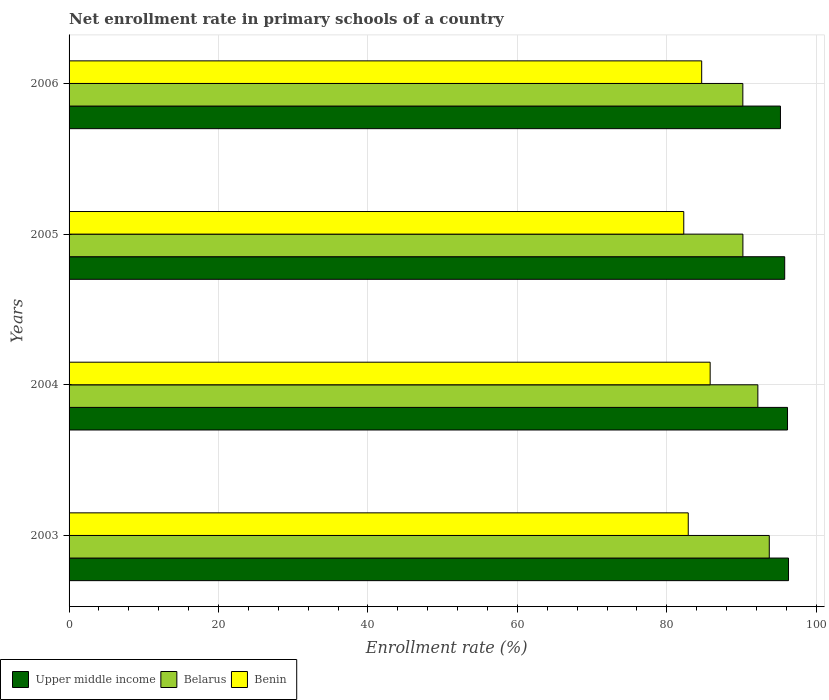 Net enrollment rate in primary schools of a country
2006
2005
2004
2003
Years
0
20
40
60
80
100
Enrollment rate (%)
Upper middle income
Belarus
Benin